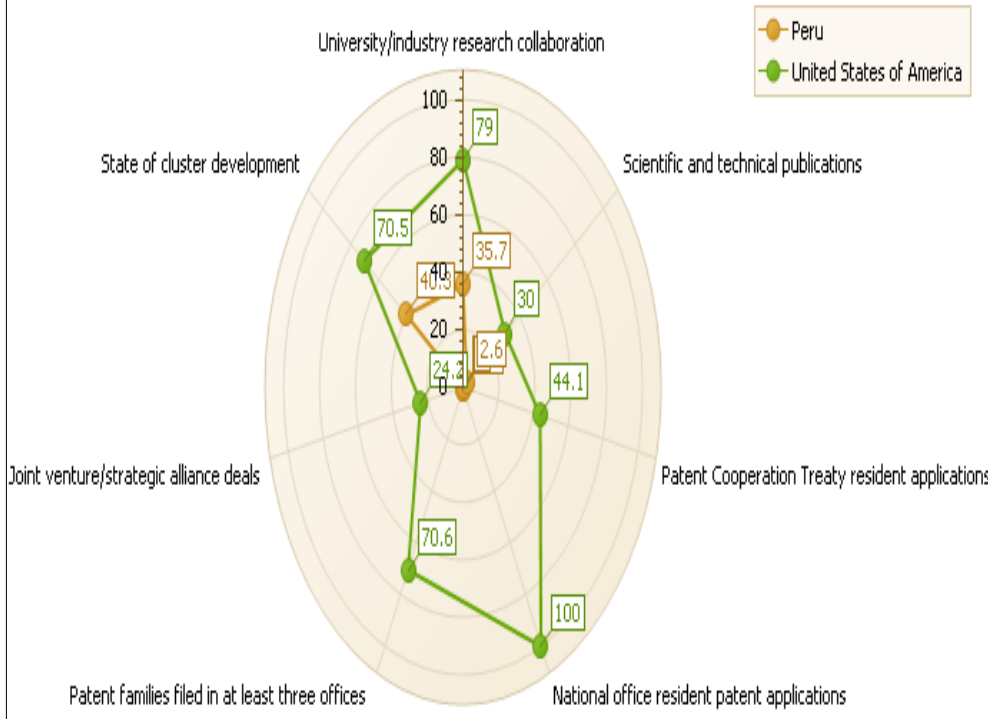 Peru
United States of America
University/industry research collaboration
100
79
State of cluster development
80
Scientific and technical publications
70.5
60
35.7
40
40.3
30
20
2.6
24.2
0
44.1
Joint venture/strategic alliance deals
Patent Cooperation Treaty resident applications
70.6
100
Patent families filed in at least three offices
National office resident patent applications